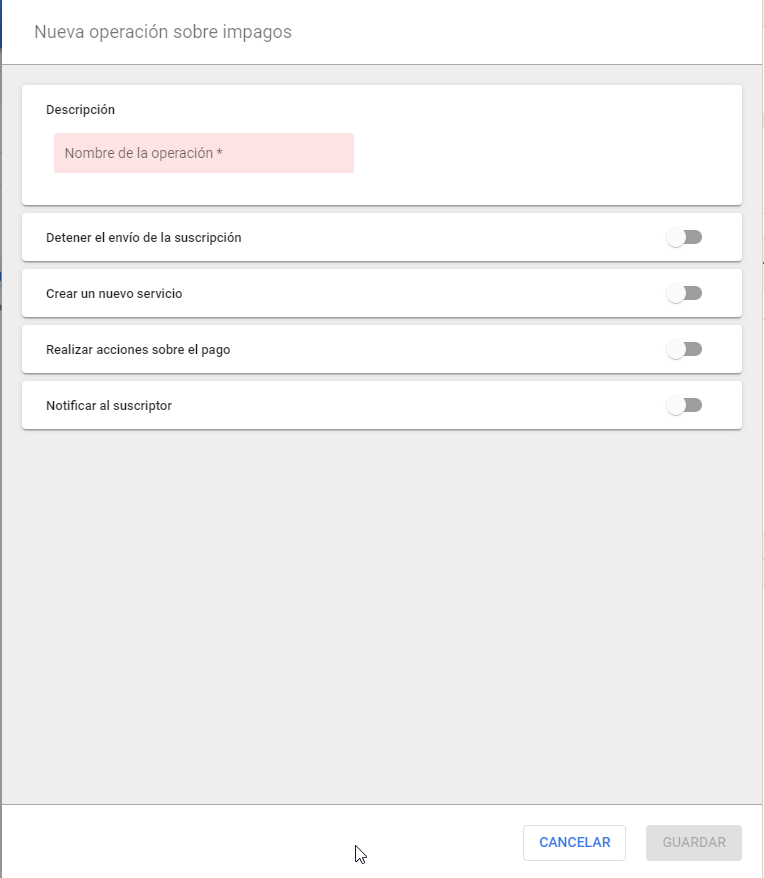 Nueva operación sobre impagos
Descripción
Nombre de la operación *
Detener el envío de la suscripción
Crear un nuevo servicio
Realizar acciones sobre el pago
Notificar al suscriptor
CANCELAR
GUARDAR